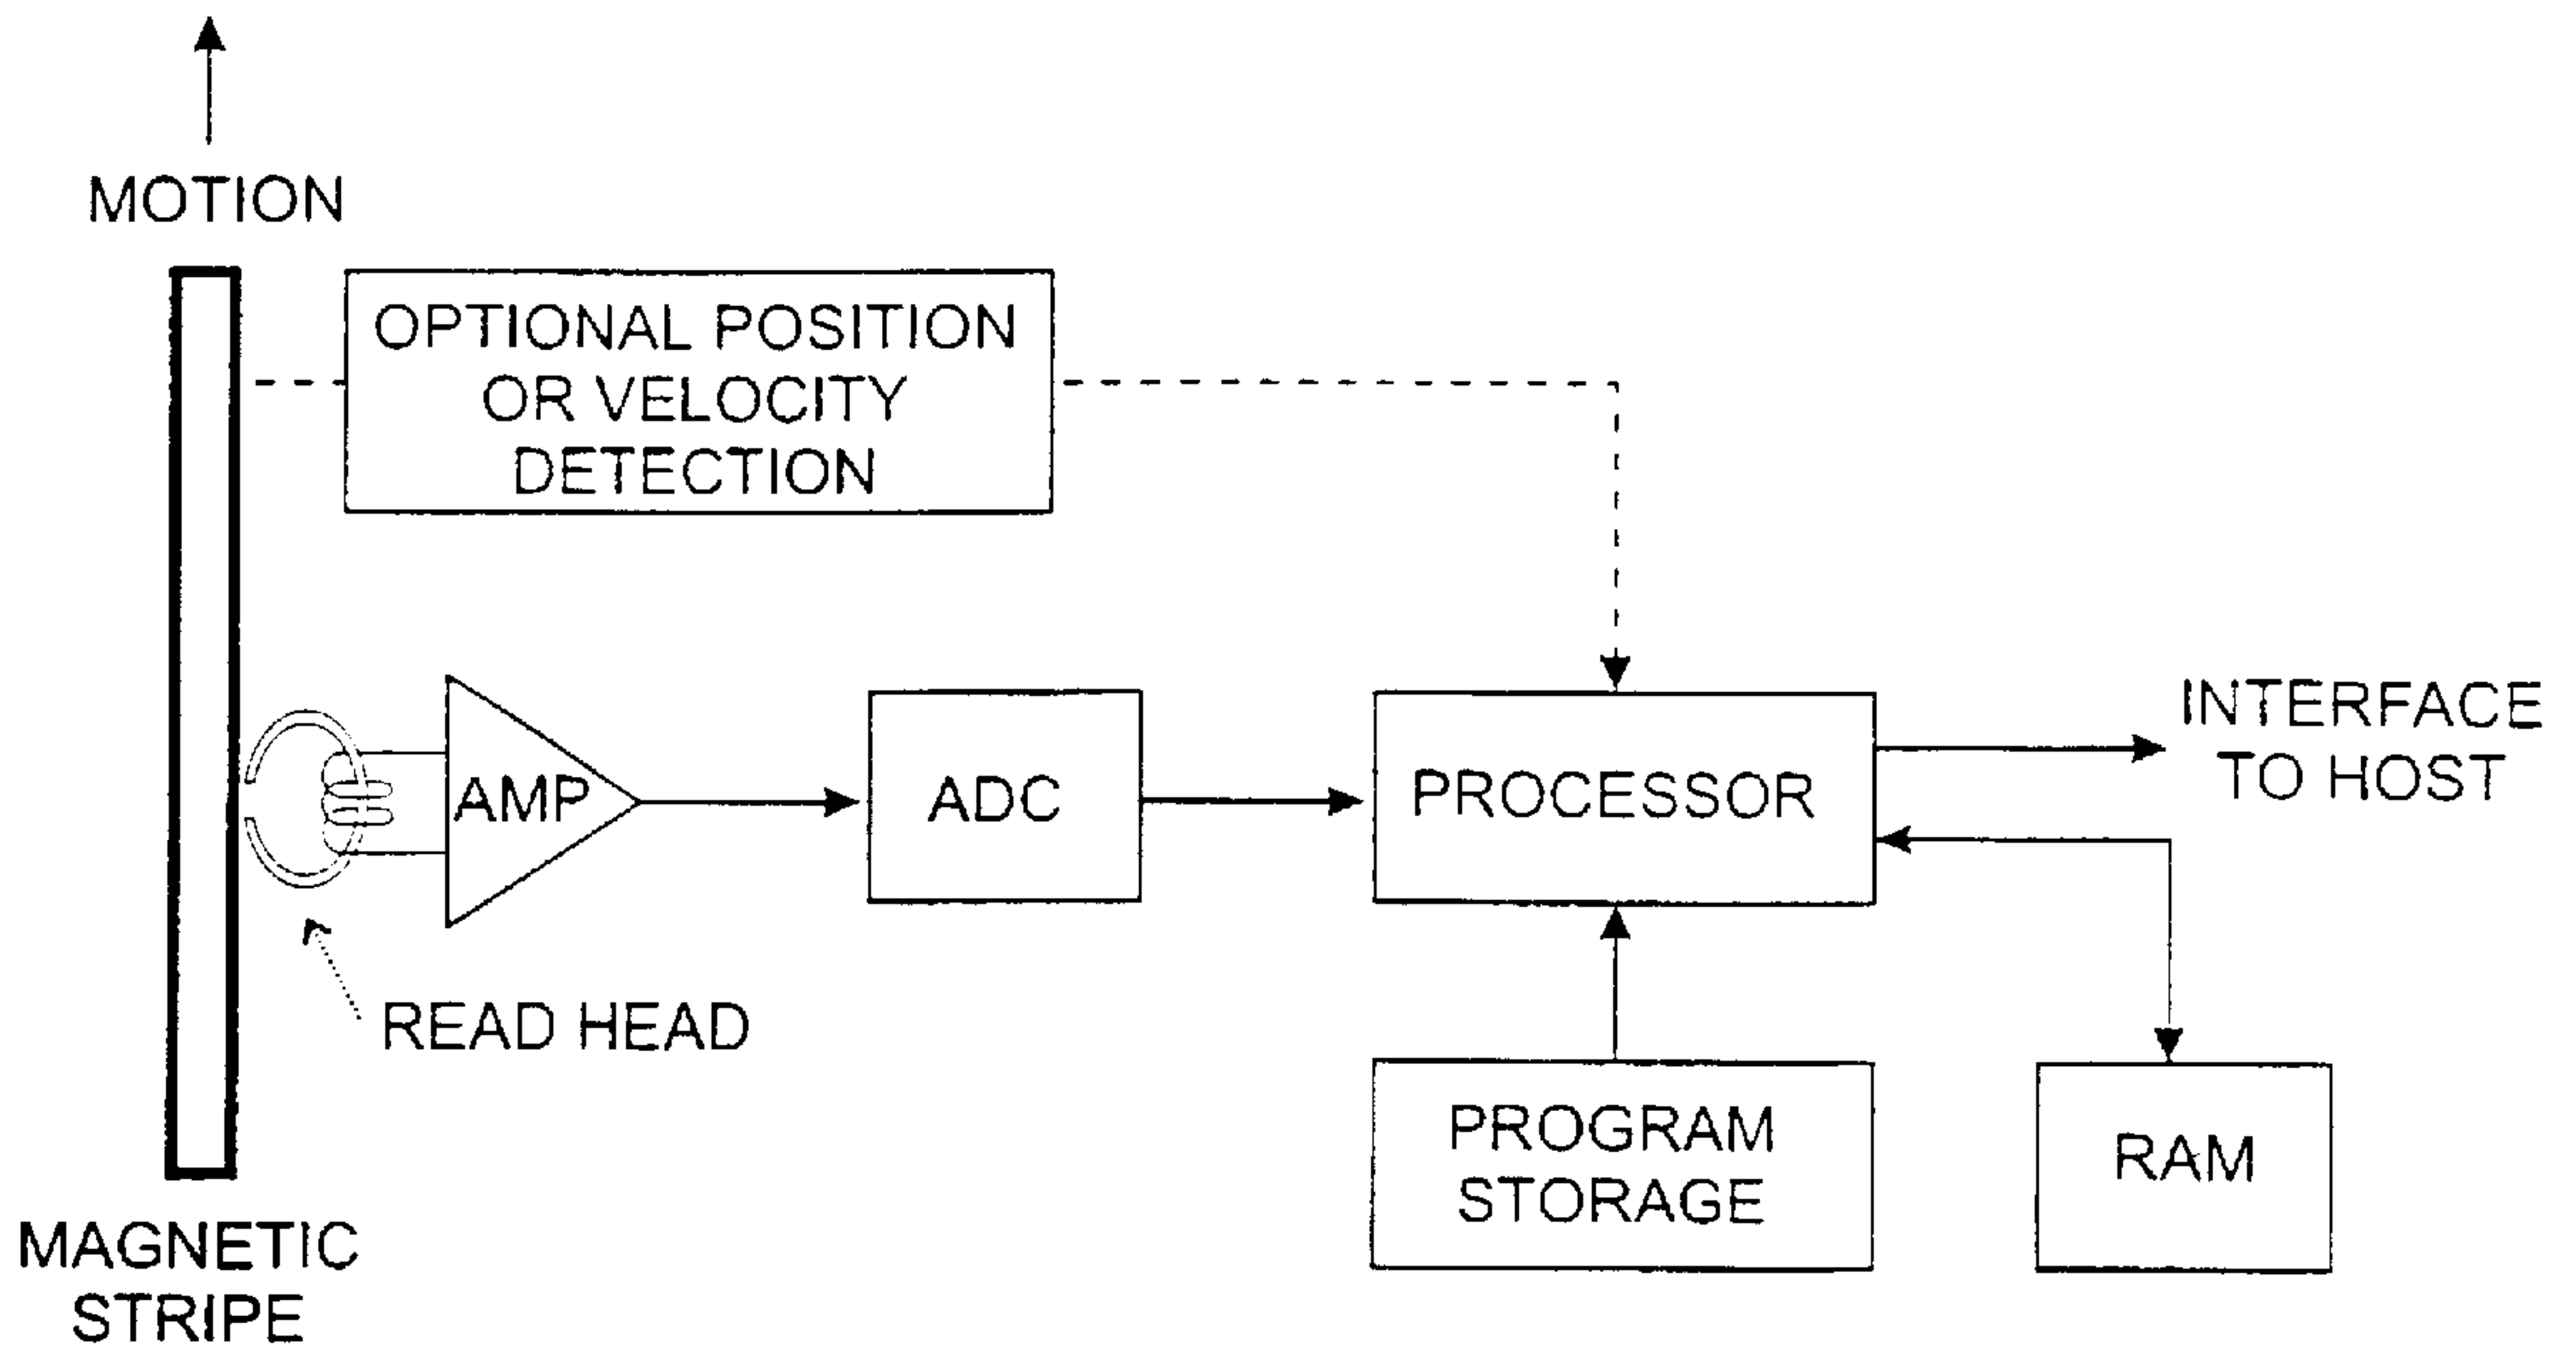 MOTION
OPTIONAL POSITION
OR VELOCITY
DETECTION
AMP
ADC
PROCESSOR
INTERFACE
TO HOST
READ HEAD
PROGRAM
STORAGE
RAM
MAGNETIC
STRIPE